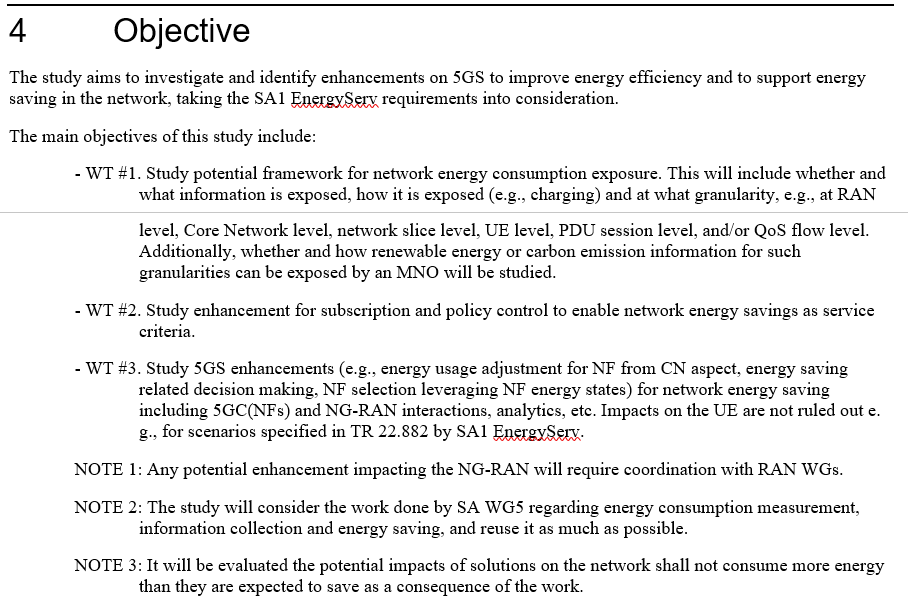 4 Objective
The study aims to investigate and identify enhancements on 5GS to improve energy efficiency and to support energy
saving in the network, taking the SA1 EnergyServ requirements into consideration.
The main objectives of this study include:
- WT #1. Study potential framework for network energy consumption exposure. This will include whether and
what information is exposed, how it is exposed (e.g., charging) and at what granularity, e.g., at RAN
level, Core Network level, network slice level, UE level, PDU session level, and/or QoS flow level.
Additionally, whether and how renewable energy or carbon emission information for such
granularities can be exposed by an MNO will be studied.
- WT #2. Study enhancement for subscription and policy control to enable network energy savings as service
criteria.
- WT #3. Study 5GS enhancements (e.g., energy usage adjustment for NF from CN aspect, energy saving
related decision making, NF selection leveraging NF energy states) for network energy saving
including 5GC(NFs) and NG-RAN interactions, analytics, etc. Impacts on the UE are not ruled out e.
g., for scenarios specified in TR 22.882 by SA1 EnergyServ.
NOTE 1: Any potential enhancement impacting the NG-RAN will require coordination with RAN WGs.
NOTE 2: The study will consider the work done by SA WG5 regarding energy consumption measurement,
information collection and energy saving, and reuse it as much as possible.
NOTE 3: It will be evaluated the potential impacts of solutions on the network shall not consume more energy
than they are expected to save as a consequence of the work.